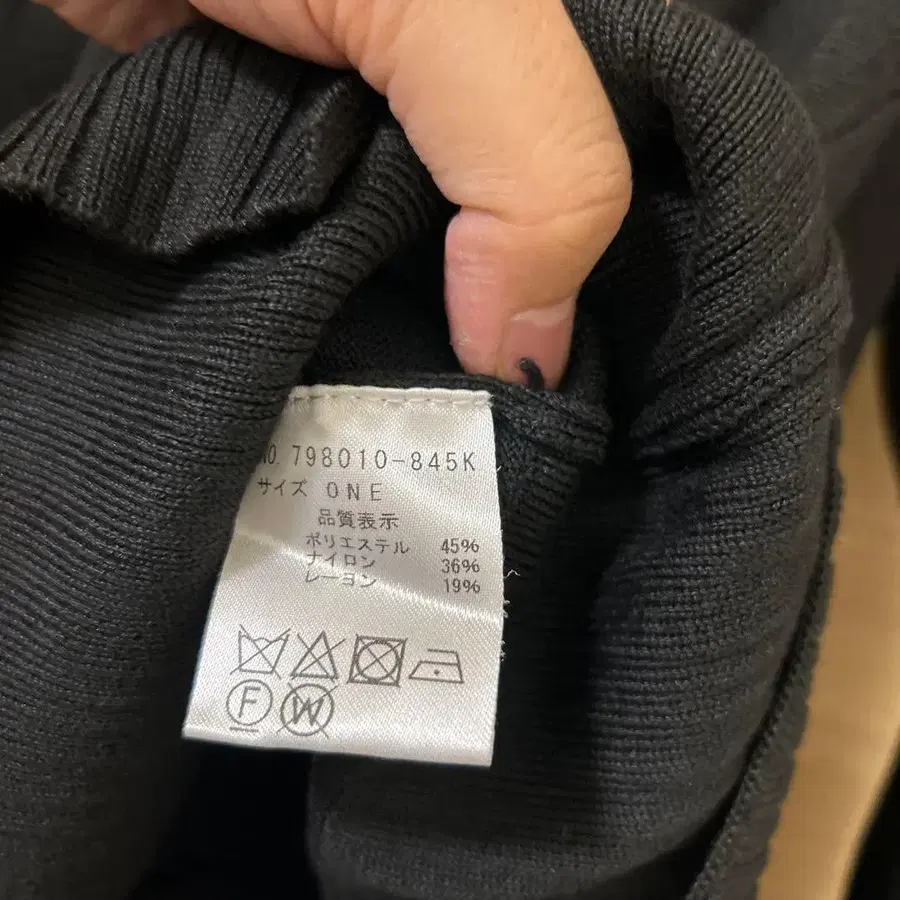 NO. 798010-845K
サイズ ONE
品質表示
ポリエステル 45%
ナイロン 36%
レーヨン 19%
F W